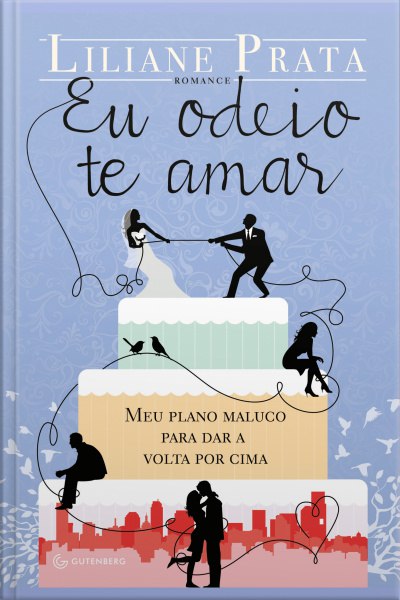 LILIANE PRATA
ROMANCE
Eu odeio
te amar
MEU PLANO MALUCO
PARA DAR A
VOLTA POR CIMA
GUTENBERG